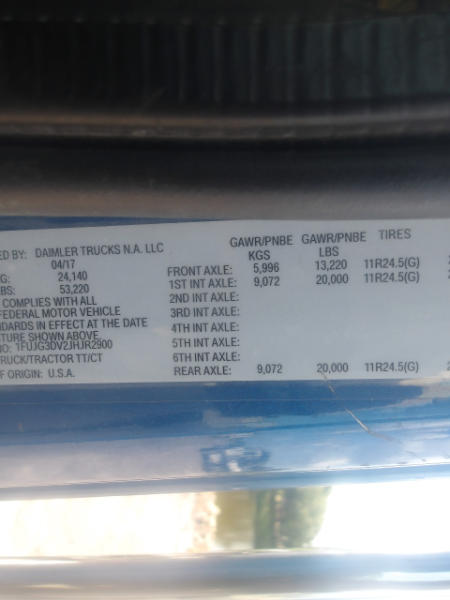 ED BY: DAIMLER TRUCKS N.A. LLC
04/17
G: 24,140
BS: 53,220
COMPLIES WITH ALL
FEDERAL MOTOR VEHICLE
NDARDS IN EFFECT AT THE DATE
TURE SHOWN ABOVE.
O: 1FUJG3DV2JHJR2900
TRUCK/TRACTOR TT/CT
OF ORIGIN: U.S.A.
GAWR/PNBE KGS GAWR/PNBE LBS TIRES
FRONT AXLE: 5,996 13,220 11R24.5(G)
1ST INT AXLE: 9,072 20,000 11R24.5(G)
2ND INT AXLE:
3RD INT AXLE:
4TH INT AXLE:
5TH INT AXLE:
6TH INT AXLE:
REAR AXLE: 9,072 20,000 11R24.5(G)